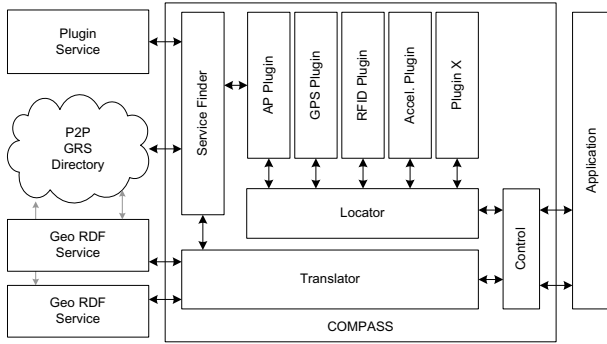 Plugin
Service
P2P
GRS
Directory
Geo RDF
Service
Geo RDF
Service
Service Finder
AP Plugin
GPS Plugin
RFID Plugin
Accel. Plugin
Plugin X
Locator
Translator
Control
Application
COMPASS